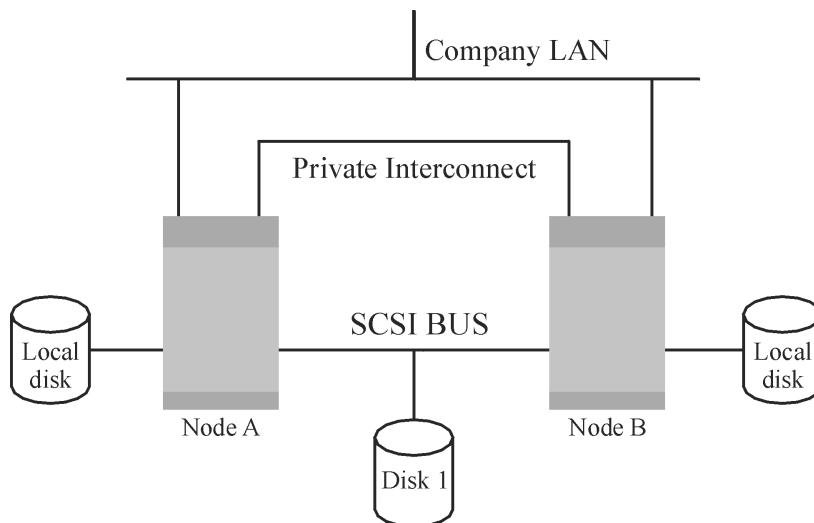 Company LAN
Private Interconnect
SCSI BUS
Local
disk
Local
disk
Node A
Node B
Disk 1